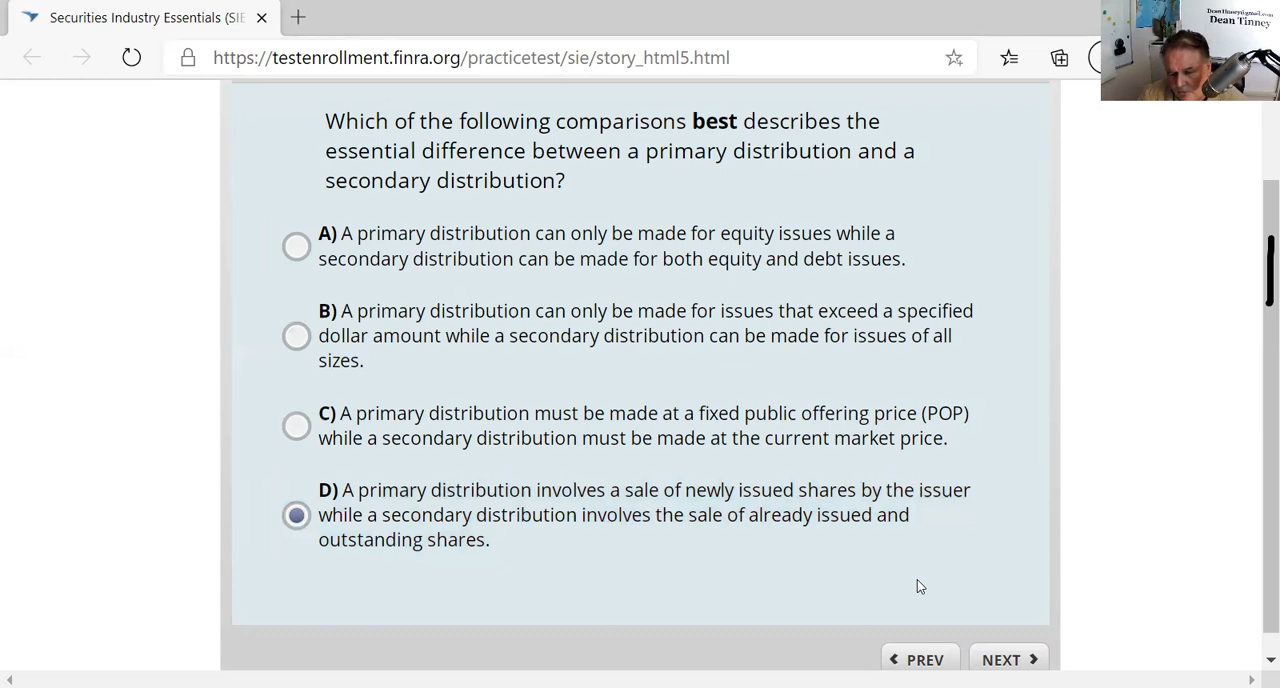 Securities Industry Essentials (SIE
https://testenrollment.finra.org/practicetest/sie/story_html5.html
Dean Tinney
Which of the following comparisons best describes the
essential difference between a primary distribution and a
secondary distribution?
A) A primary distribution can only be made for equity issues while a
secondary distribution can be made for both equity and debt issues.
B) A primary distribution can only be made for issues that exceed a specified
dollar amount while a secondary distribution can be made for issues of all
sizes.
C) A primary distribution must be made at a fixed public offering price (POP)
while a secondary distribution must be made at the current market price.
D) A primary distribution involves a sale of newly issued shares by the issuer
while a secondary distribution involves the sale of already issued and
outstanding shares.
PREV
NEXT